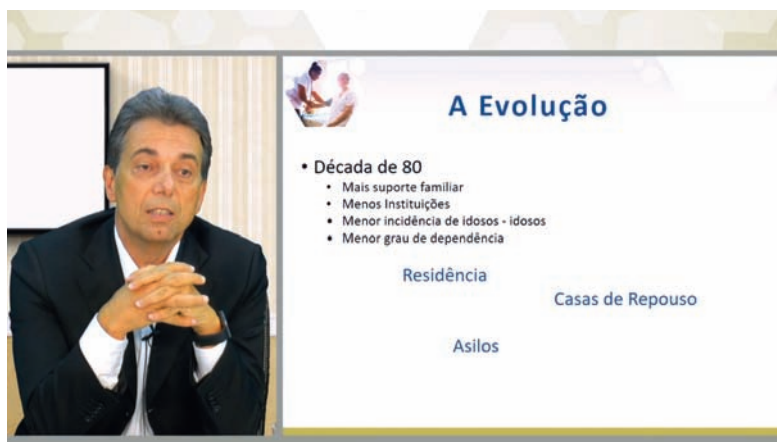 A Evolução
• Década de 80
• Mais suporte familiar
• Menos Instituições
• Menor incidência de idosos - idosos
• Menor grau de dependência
Residência
Casas de Repouso
Asilos